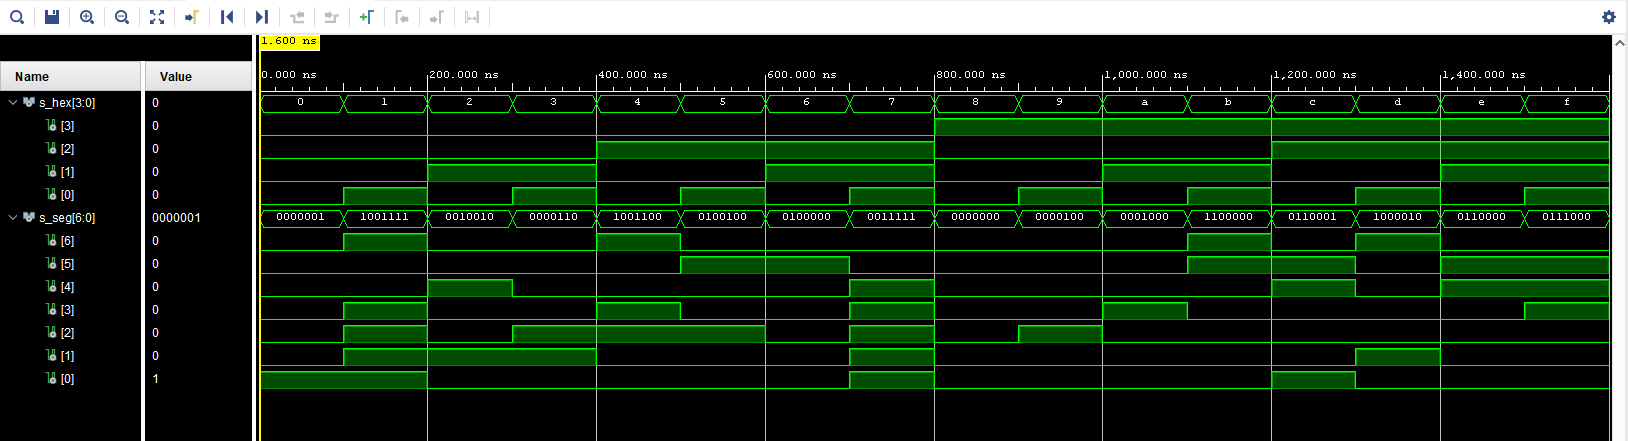 1.600 ns
Name Value
0.000 ns 200.000 ns 400.000 ns 600.000 ns 800.000 ns 1,000.000 ns 1,200.000 ns 1,400.000 ns
s_hex[3:0] 0 0 1 2 3 4 5 6 7 8 9 a b c d e f
[3] 0
[2] 0
[1] 0
[0] 0
s_seg[6:0] 0000001 0000001 1001111 0010010 0000110 1001100 0100100 0100000 0011111 0000000 0000100 0001000 1100000 0110001 1000010 0110000 0111000
[6] 0
[5] 0
[4] 0
[3] 0
[2] 0
[1] 0
[0] 1